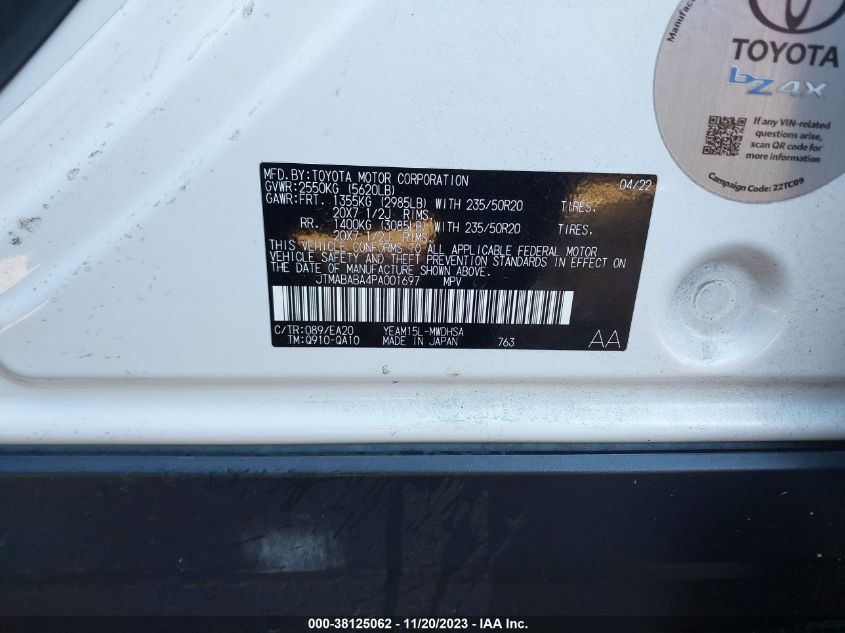 Manufac
TOYOTA
bZ4X
If any VIN-related
questions arise,
scan QR code for
more information
Campaign Code: 22TC09
MFD.BY:TOYOTA MOTOR CORPORATION 04/22
GVWR:2550KG (5620LB)
GAWR:FRT. 1355KG (2985LB) WITH 235/50R20 TIRES.
20X7 1/2J RIMS.
RR. 1400KG (3085LB) WITH 235/50R20 TIRES.
20X7 1/2J RIMS.
THIS VEHICLE CONFORMS TO ALL APPLICABLE FEDERAL MOTOR
VEHICLE SAFETY AND THEFT PREVENTION STANDARDS IN EFFECT ON
THE DATE OF MANUFACTURE SHOWN ABOVE.
JTMABABA4PA001697 MPV
C/TR:089/EA20 YEAM15L-MWDHSA
TM:Q910-QA10 MADE IN JAPAN 763 AA
000-38125062 - 11/20/2023 - IAA Inc.